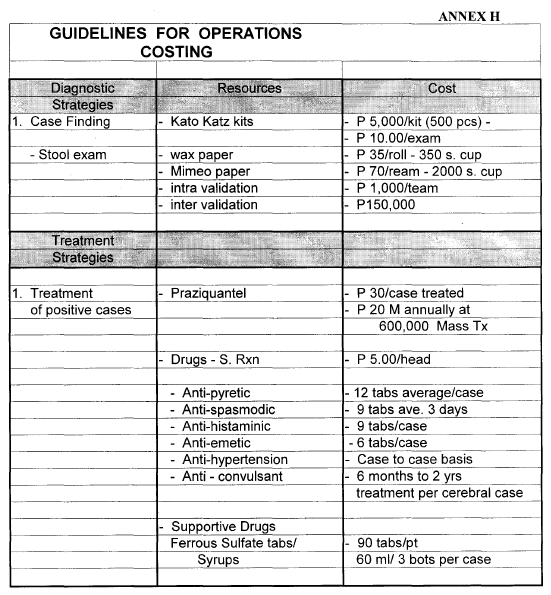 ANNEX H
GUIDELINES FOR OPERATIONS
COSTING
Diagnostic Resources Cost
Strategies
1. Case Finding - Kato Katz kits - P 5,000/kit (500 pcs) -
- P 10.00/exam
- Stool exam - wax paper - P 35/roll - 350 s. cup
- Mimeo paper - P 70/ream - 2000 s. cup
- intra validation - P 1,000/team
- inter validation - P150,000
Treatment
Strategies
1. Treatment - Praziquantel - P 30/case treated
of positive cases - P 20 M annually at
600,000 Mass Tx
- Drugs - S. Rxn - P 5.00/head
- Anti-pyretic - 12 tabs average/case
- Anti-spasmodic - 9 tabs ave. 3 days
- Anti-histaminic - 9 tabs/case
- Anti-emetic - 6 tabs/case
- Anti-hypertension - Case to case basis
- Anti - convulsant - 6 months to 2 yrs
treatment per cerebral case
- Supportive Drugs
Ferrous Sulfate tabs/ - 90 tabs/pt
Syrups 60 ml/ 3 bots per case